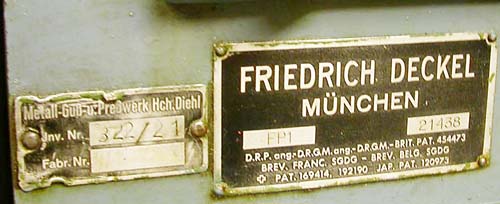 Metall-Guß-u. Preßwerk Hch. Diehl
Inv. Nr. 322/21
Fabr. Nr.
FRIEDRICH DECKEL
MÜNCHEN
FP1 21438
D.R.P. ang.-D.R.G.M. ang.-D.R.G.M.- BRIT. PAT. 454473
BREV. FRANC. SGDG – BREV. BELG. SGDG
PAT. 169414, 192190 JAP. PAT. 120973